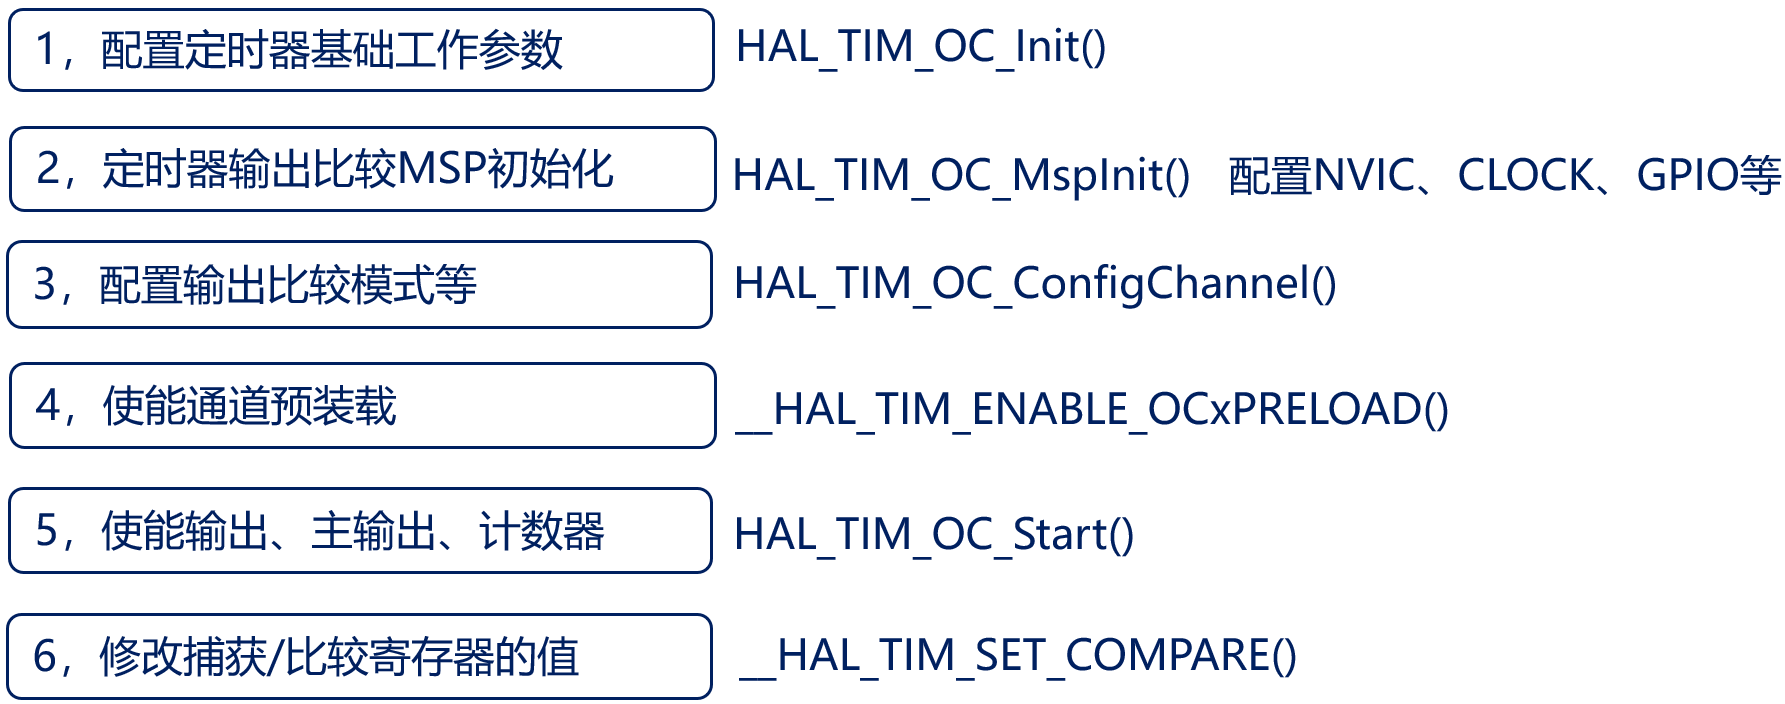 1，配置定时器基础工作参数 HAL_TIM_OC_Init()
2，定时器输出比较MSP初始化 HAL_TIM_OC_MspInit() 配置NVIC、CLOCK、GPIO等
3，配置输出比较模式等 HAL_TIM_OC_ConfigChannel()
4，使能通道预装载 __HAL_TIM_ENABLE_OCxPRELOAD()
5，使能输出、主输出、计数器 HAL_TIM_OC_Start()
6，修改捕获/比较寄存器的值 __HAL_TIM_SET_COMPARE()